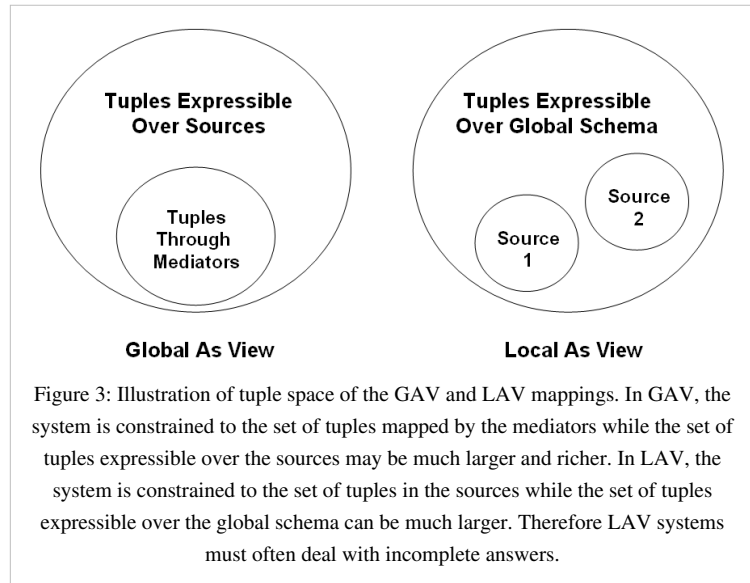 Tuples Expressible
Over Sources
Tuples
Through
Mediators
Global As View
Tuples Expressible
Over Global Schema
Source
1
Source
2
Local As View
Figure 3: Illustration of tuple space of the GAV and LAV mappings. In GAV, the
system is constrained to the set of tuples mapped by the mediators while the set of
tuples expressible over the sources may be much larger and richer. In LAV, the
system is constrained to the set of tuples in the sources while the set of tuples
expressible over the global schema can be much larger. Therefore LAV systems
must often deal with incomplete answers.